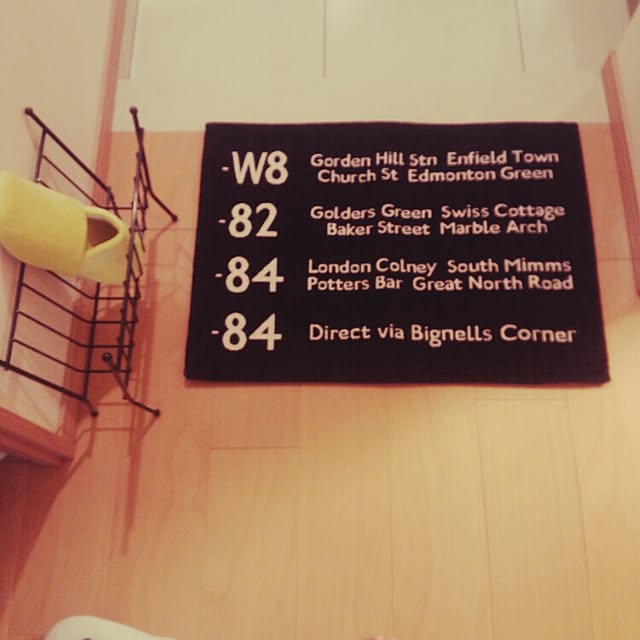 -W8 Gorden Hill Stn Enfield Town
Church St Edmonton Green
-82 Golders Green Swiss Cottage
Baker Street Marble Arch
-84 London Colney South Mimms
Potters Bar Great North Road
-84 Direct via Bignells Corner